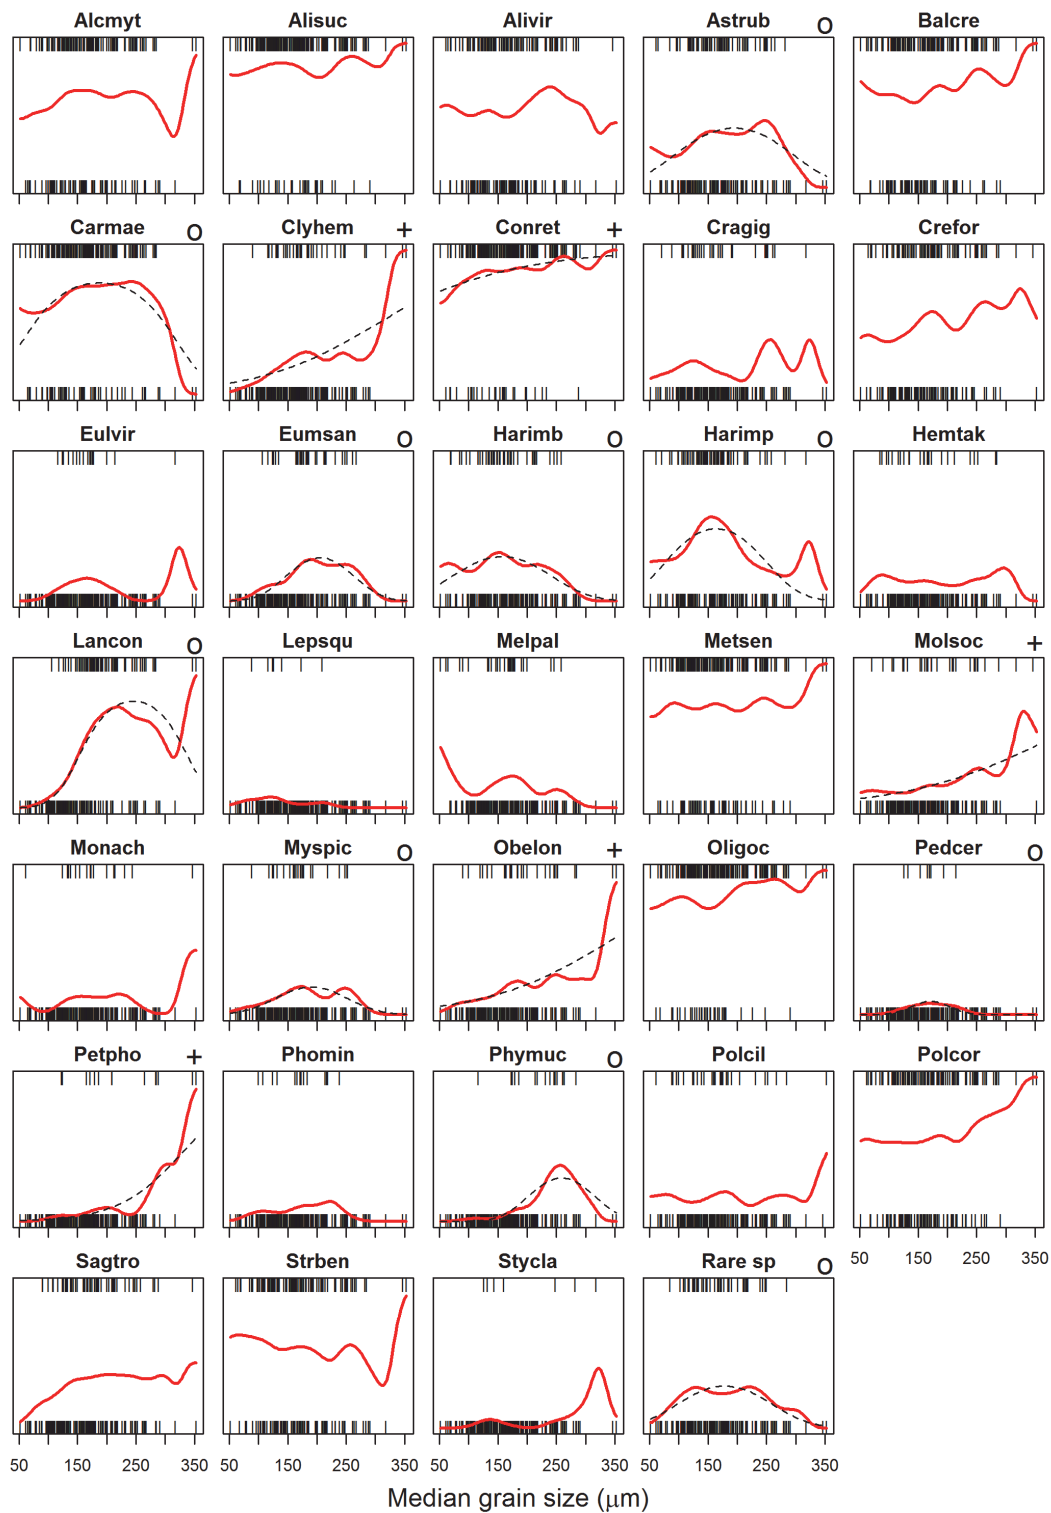 Alcmyt Alisuc Alivir Astrub O Balcre
Carmae O Clyhem + Conret + Cragig Crefor
Eulvir Eumsan O Harimb O Harimp O Hemtak
Lancon O Lepsqu Melpal Metsen Molsoc +
Monach Myspic O Obelon + Oligoc Pedcer O
Petpho + Phomin Phymuc O Polcil Polcor
50 150 250 350
Sagtro Strben Stycla Rare sp O
50 150 250 350 50 150 250 350 50 150 250 350 50 150 250 350
Median grain size (μm)